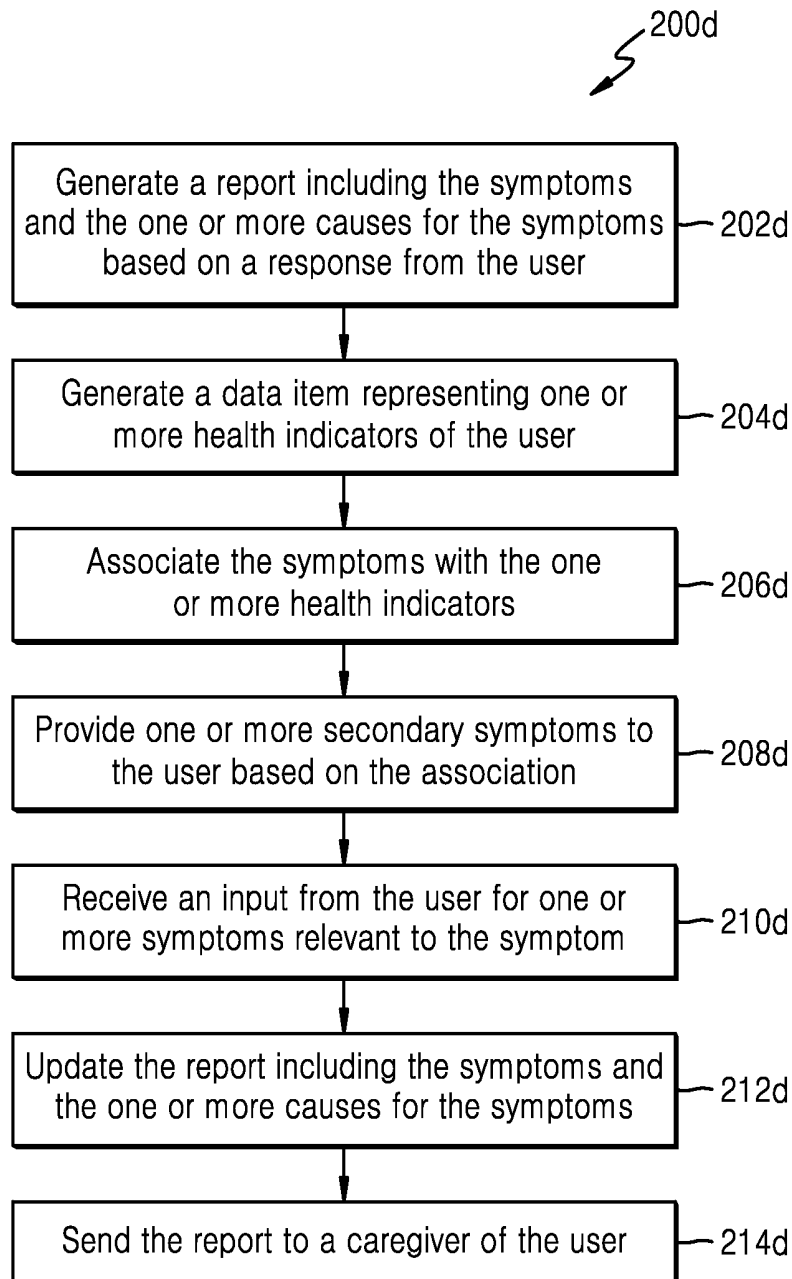 200d
Generate a report including the symptoms
and the one or more causes for the symptoms
based on a response from the user
202d
Generate a data item representing one or
more health indicators of the user
204d
Associate the symptoms with the one
or more health indicators
206d
Provide one or more secondary symptoms to
the user based on the association
208d
Receive an input from the user for one or
more symptoms relevant to the symptom
210d
Update the report including the symptoms and
the one or more causes for the symptoms
212d
Send the report to a caregiver of the user
214d